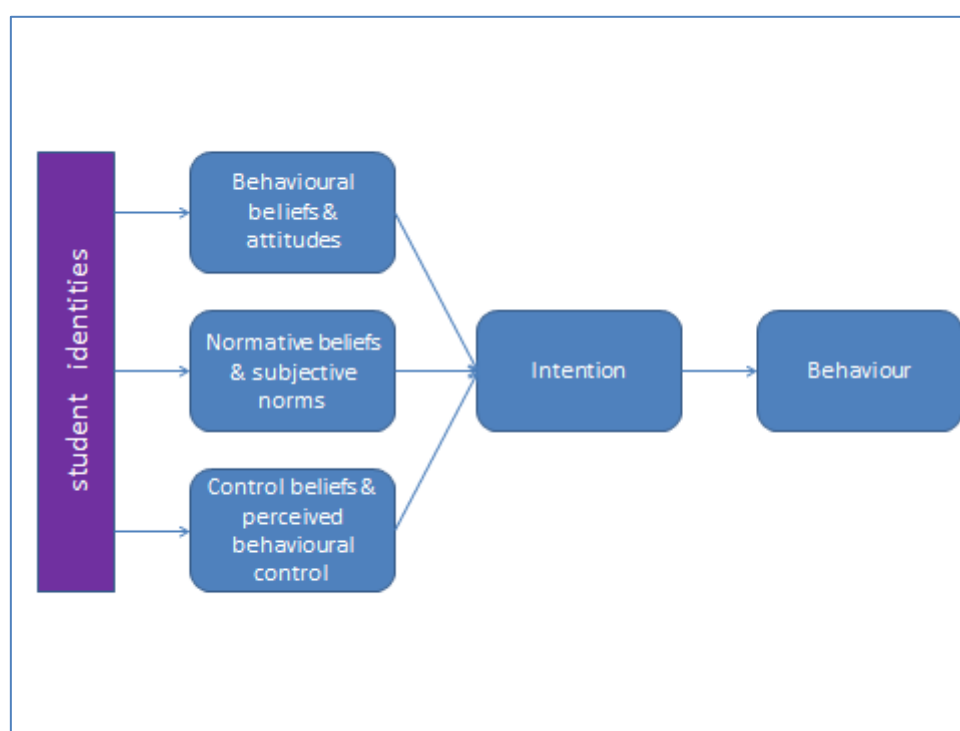 student identities
Behavioural
beliefs &
attitudes
Normative beliefs
& subjective
norms
Control beliefs &
perceived
behavioural
control
Intention
Behaviour